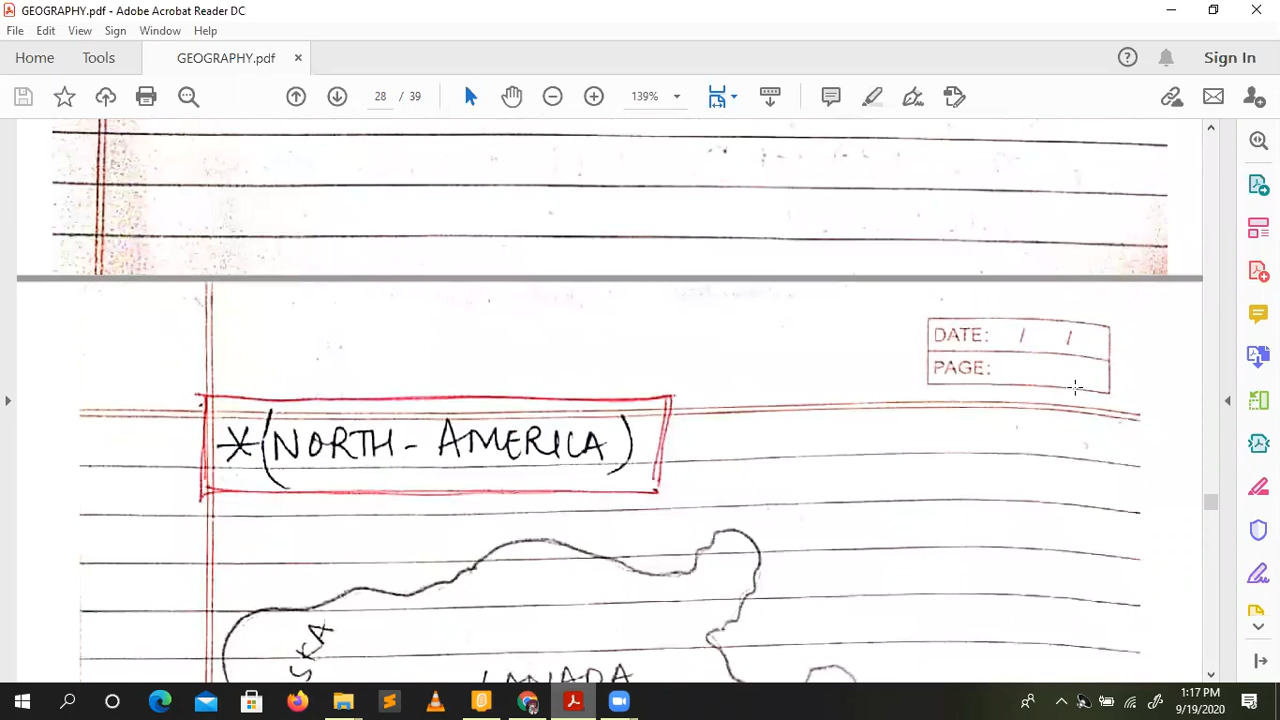 GEOGRAPHY.pdf - Adobe Acrobat Reader DC
File Edit View Sign Window Help
Home Tools GEOGRAPHY.pdf × Sign In
28 / 39 139%
DATE: / /
PAGE:
*(NORTH - AMERICA)
CANADA
1:17 PM
9/19/2020